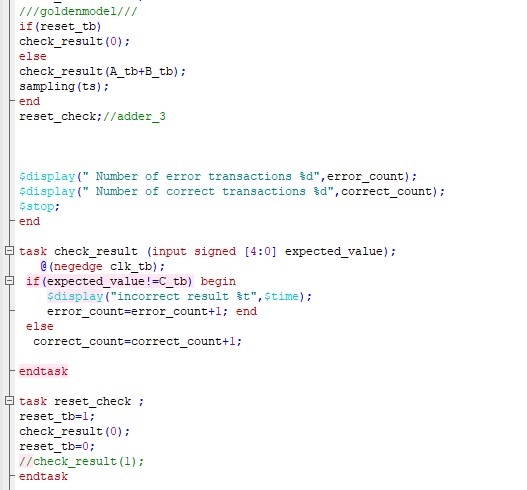 ///goldenmodel///
if(reset_tb)
check_result(0);
else
check_result(A_tb+B_tb);
sampling(ts);
end
reset_check;//adder_3
$display(" Number of error transactions %d",error_count);
$display(" Number of correct transactions %d",correct_count);
$stop;
end
task check_result (input signed [4:0] expected_value);
@(negedge clk_tb);
if(expected_value!=C_tb) begin
$display("incorrect result %t",$time);
error_count=error_count+1; end
else
correct_count=correct_count+1;
endtask
task reset_check ;
reset_tb=1;
check_result(0);
reset_tb=0;
//check_result(1);
endtask